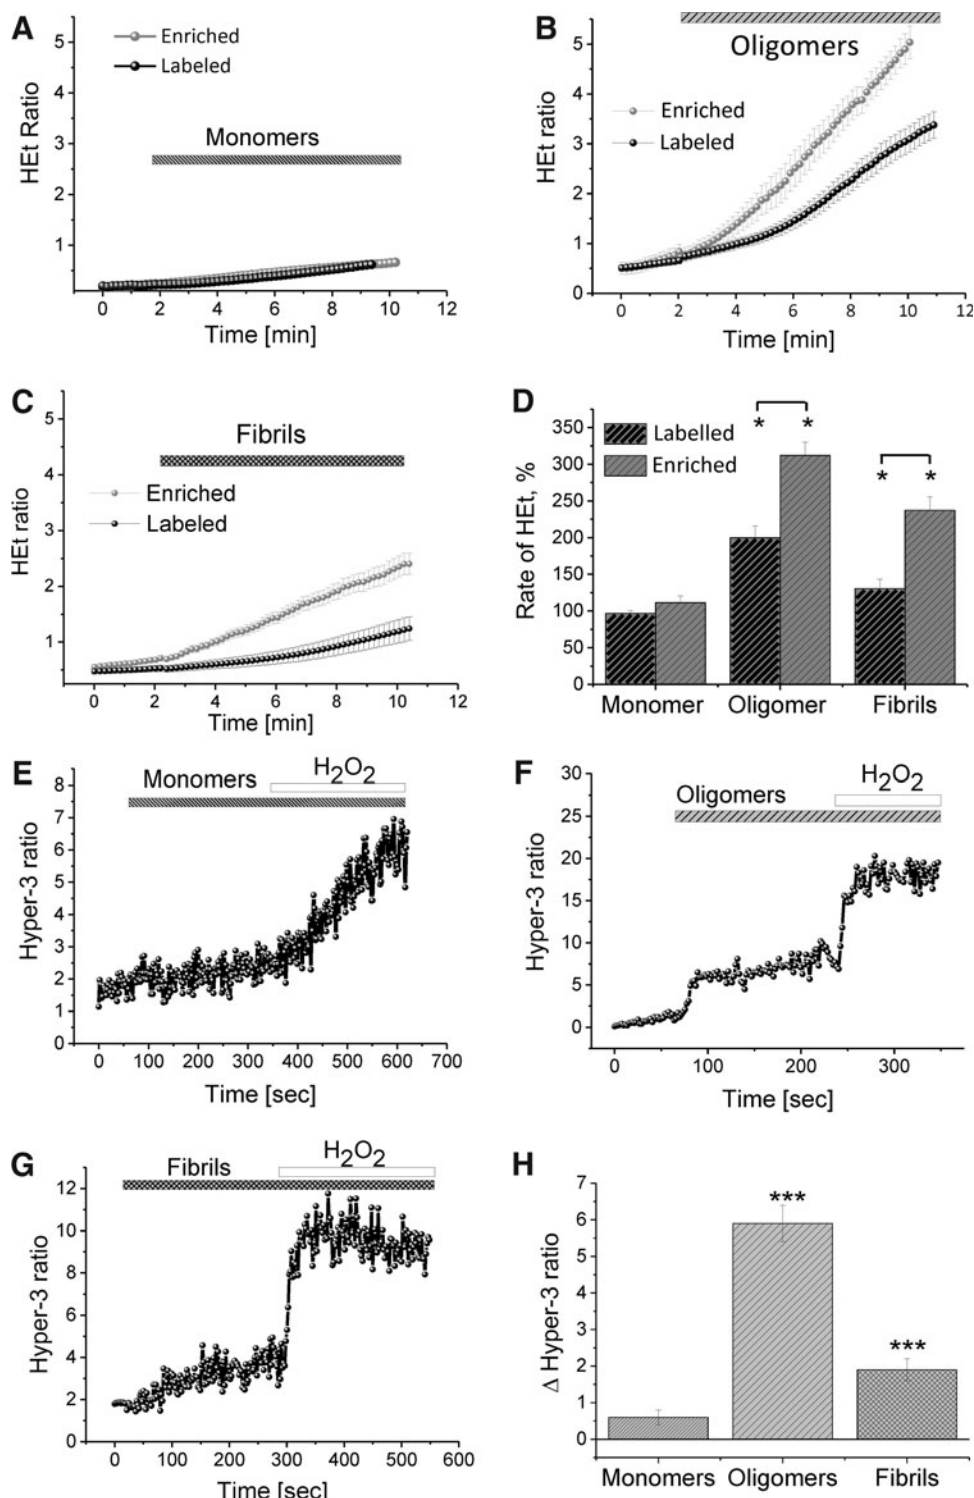 A
Enriched
Labeled
Monomers
HEt Ratio
5
4
3
2
1
0 2 4 6 8 10 12
Time [min]
B
Oligomers
Enriched
Labeled
HEt ratio
5
4
3
2
1
0
0 2 4 6 8 10 12
Time [min]
C
Fibrils
Enriched
Labeled
HEt ratio
5
4
3
2
1
0 2 4 6 8 10 12
Time [min]
D
Labelled
Enriched
* *
* *
Rate of HEt, %
350
300
250
200
150
100
50
0
Monomer Oligomer Fibrils
E
Monomers
H2O2
Hyper-3 ratio
8
7
6
5
4
3
2
1
0
0 100 200 300 400 500 600 700
Time [sec]
F
Oligomers
H2O2
Hyper-3 ratio
30
25
20
15
10
5
0
0 100 200 300
Time [sec]
G
Fibrils
H2O2
Hyper-3 ratio
12
10
8
6
4
2
0
0 100 200 300 400 500 600
Time [sec]
H
***
***
Δ Hyper-3 ratio
7
6
5
4
3
2
1
0
Monomers Oligomers Fibrils